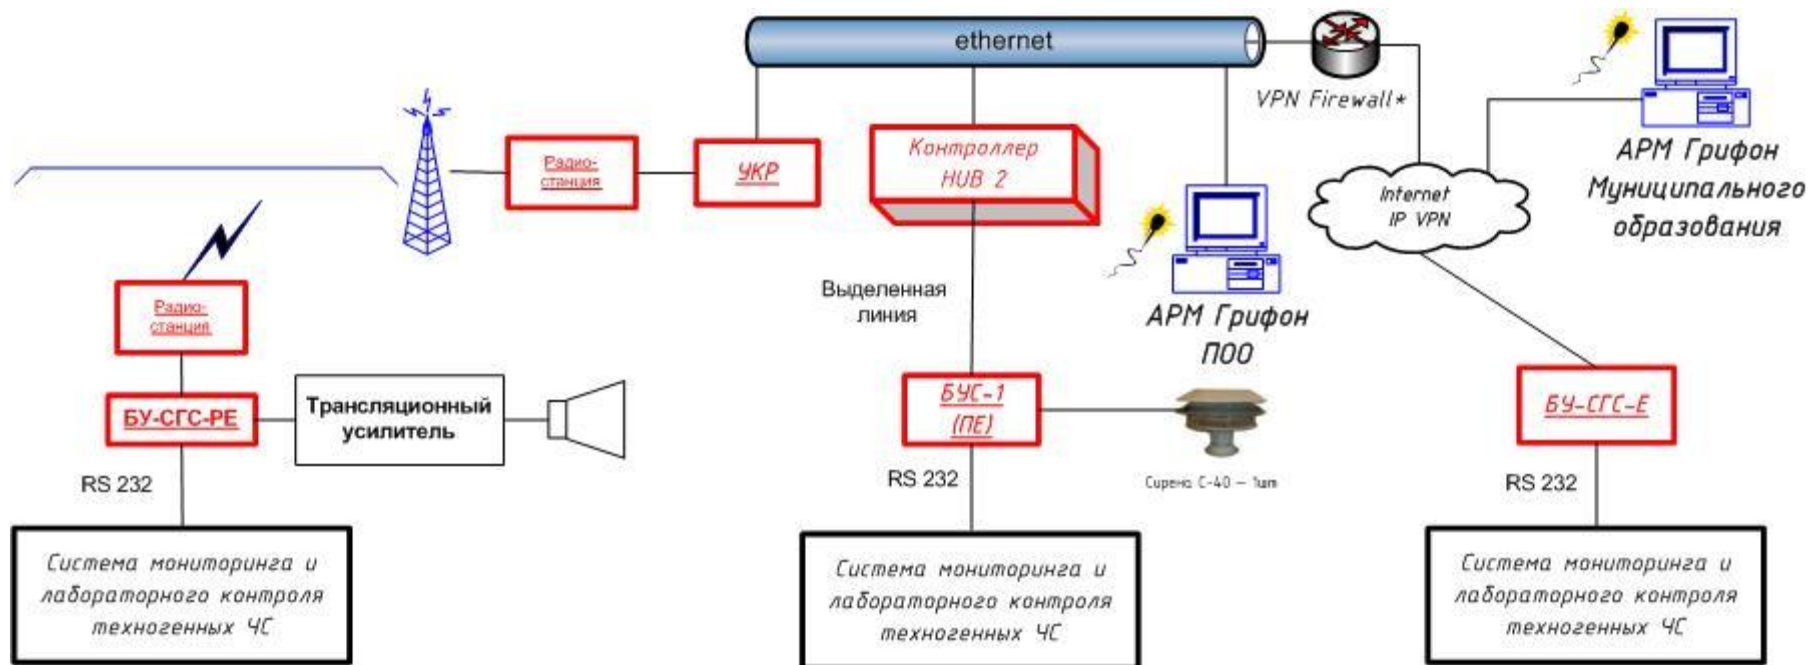 ethernet
VPN Firewall*
АРМ Грифон
Муниципального
образования
Радио-
станция
УКР
Контроллер
HUB 2
Internet
IP VPN
Выделенная
линия
АРМ Грифон
ПОО
Радио-
станция
БУ-СГС-РЕ
Трансляционный
усилитель
БУС-1
(ПЕ)
Сирена С-40 – 1шт
БУ-СГС-Е
RS 232
RS 232
RS 232
Система мониторинга и
лабораторного контроля
техногенных ЧС
Система мониторинга и
лабораторного контроля
техногенных ЧС
Система мониторинга и
лабораторного контроля
техногенных ЧС